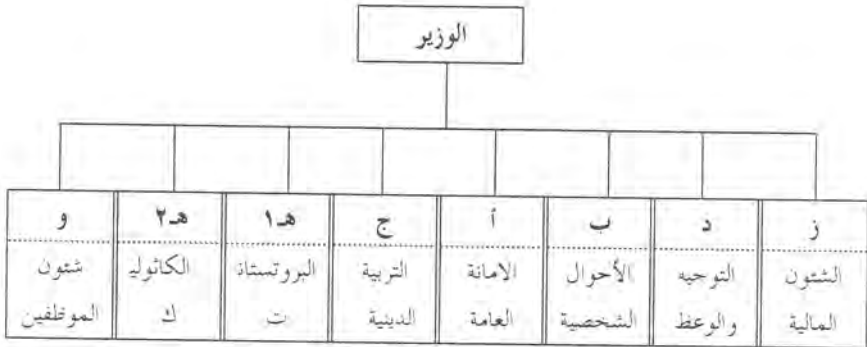 الوزير
ز
الشئون
المالية
د
التوجيه
والوعظ
ب
الأحوال
الشخصية
أ
الامانة
العامة
ج
التربية
الدينية
هـ١
البروتستانـ
ت
هـ٢
الكاثوليـ
ك
و
شئون
الموظفين